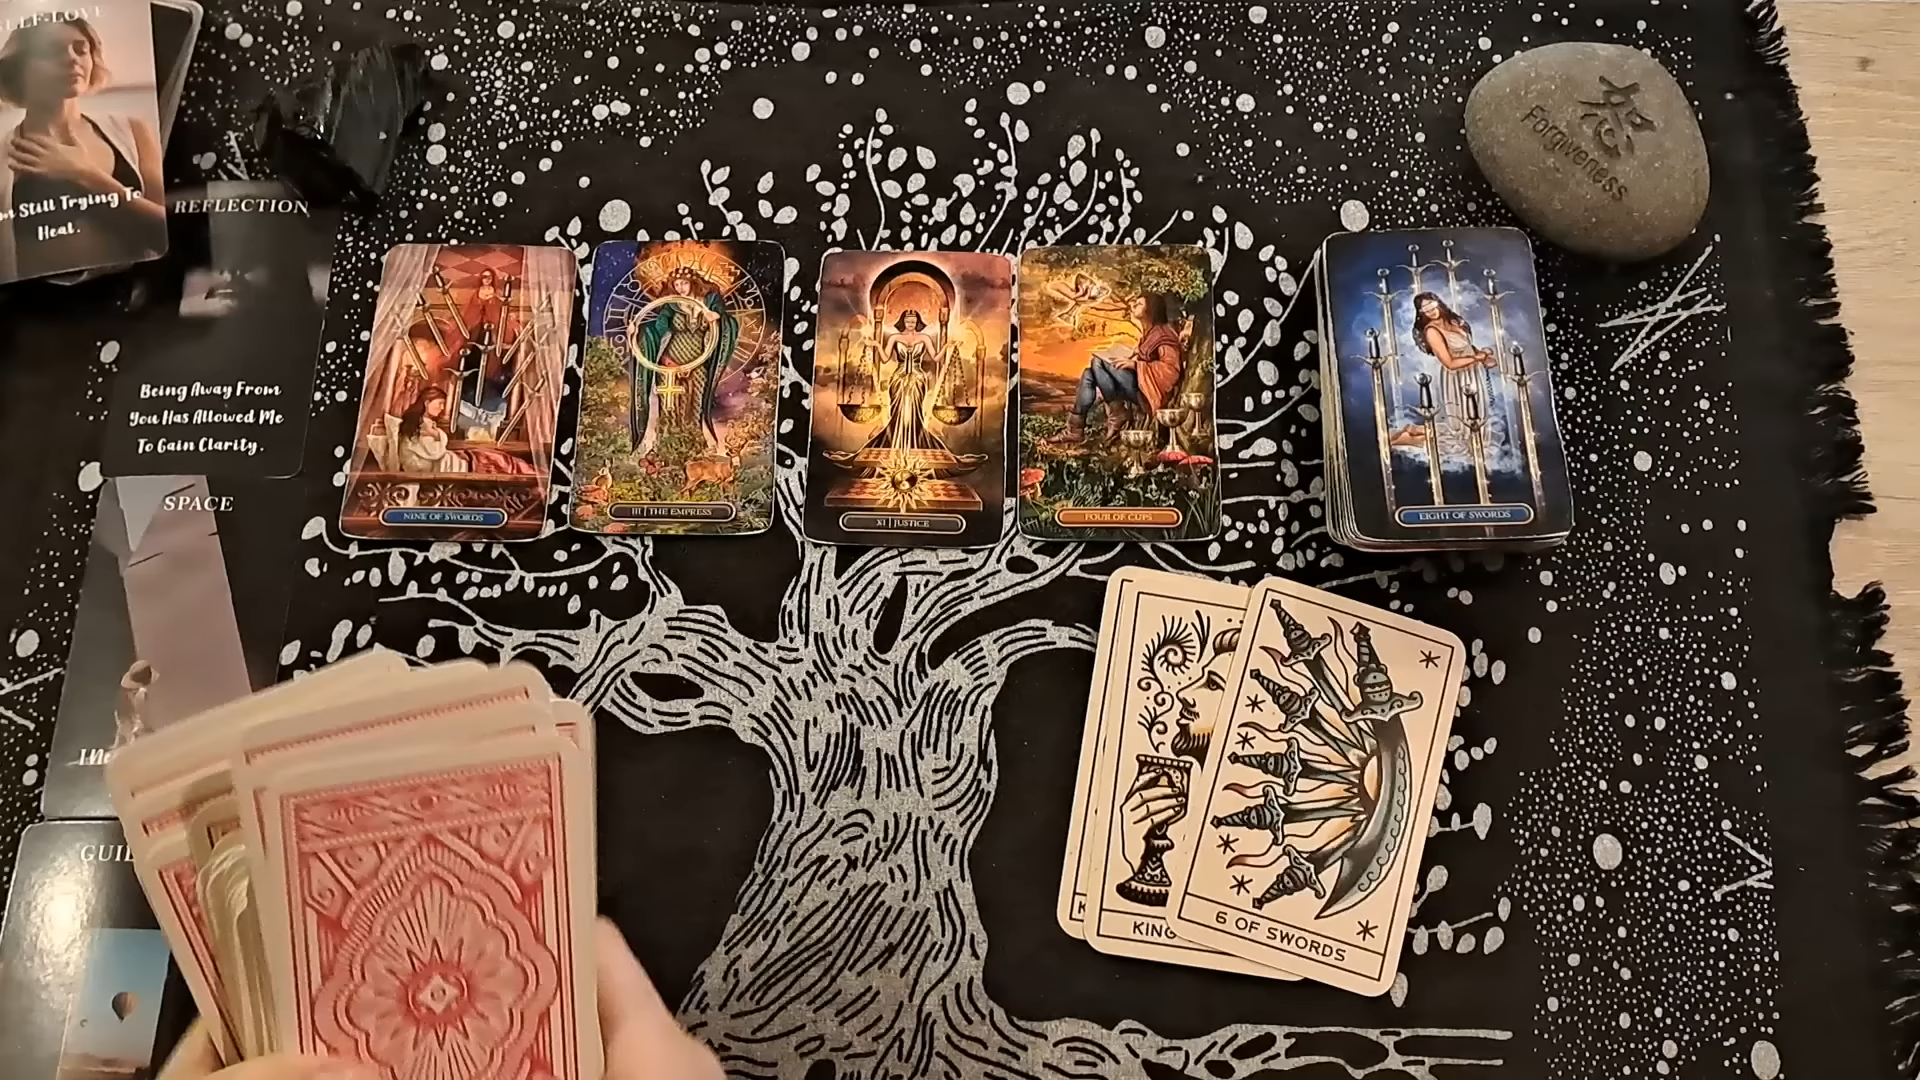 SELF-LOVE
Still Trying To
Heal.
REFLECTION
Being Away From
You Has Allowed Me
To Gain Clarity.
SPACE
NINE OF SWORDS
III | THE EMPRESS
XI | JUSTICE
FOUR OF CUPS
EIGHT OF SWORDS
Forgiveness
KING
6 OF SWORDS